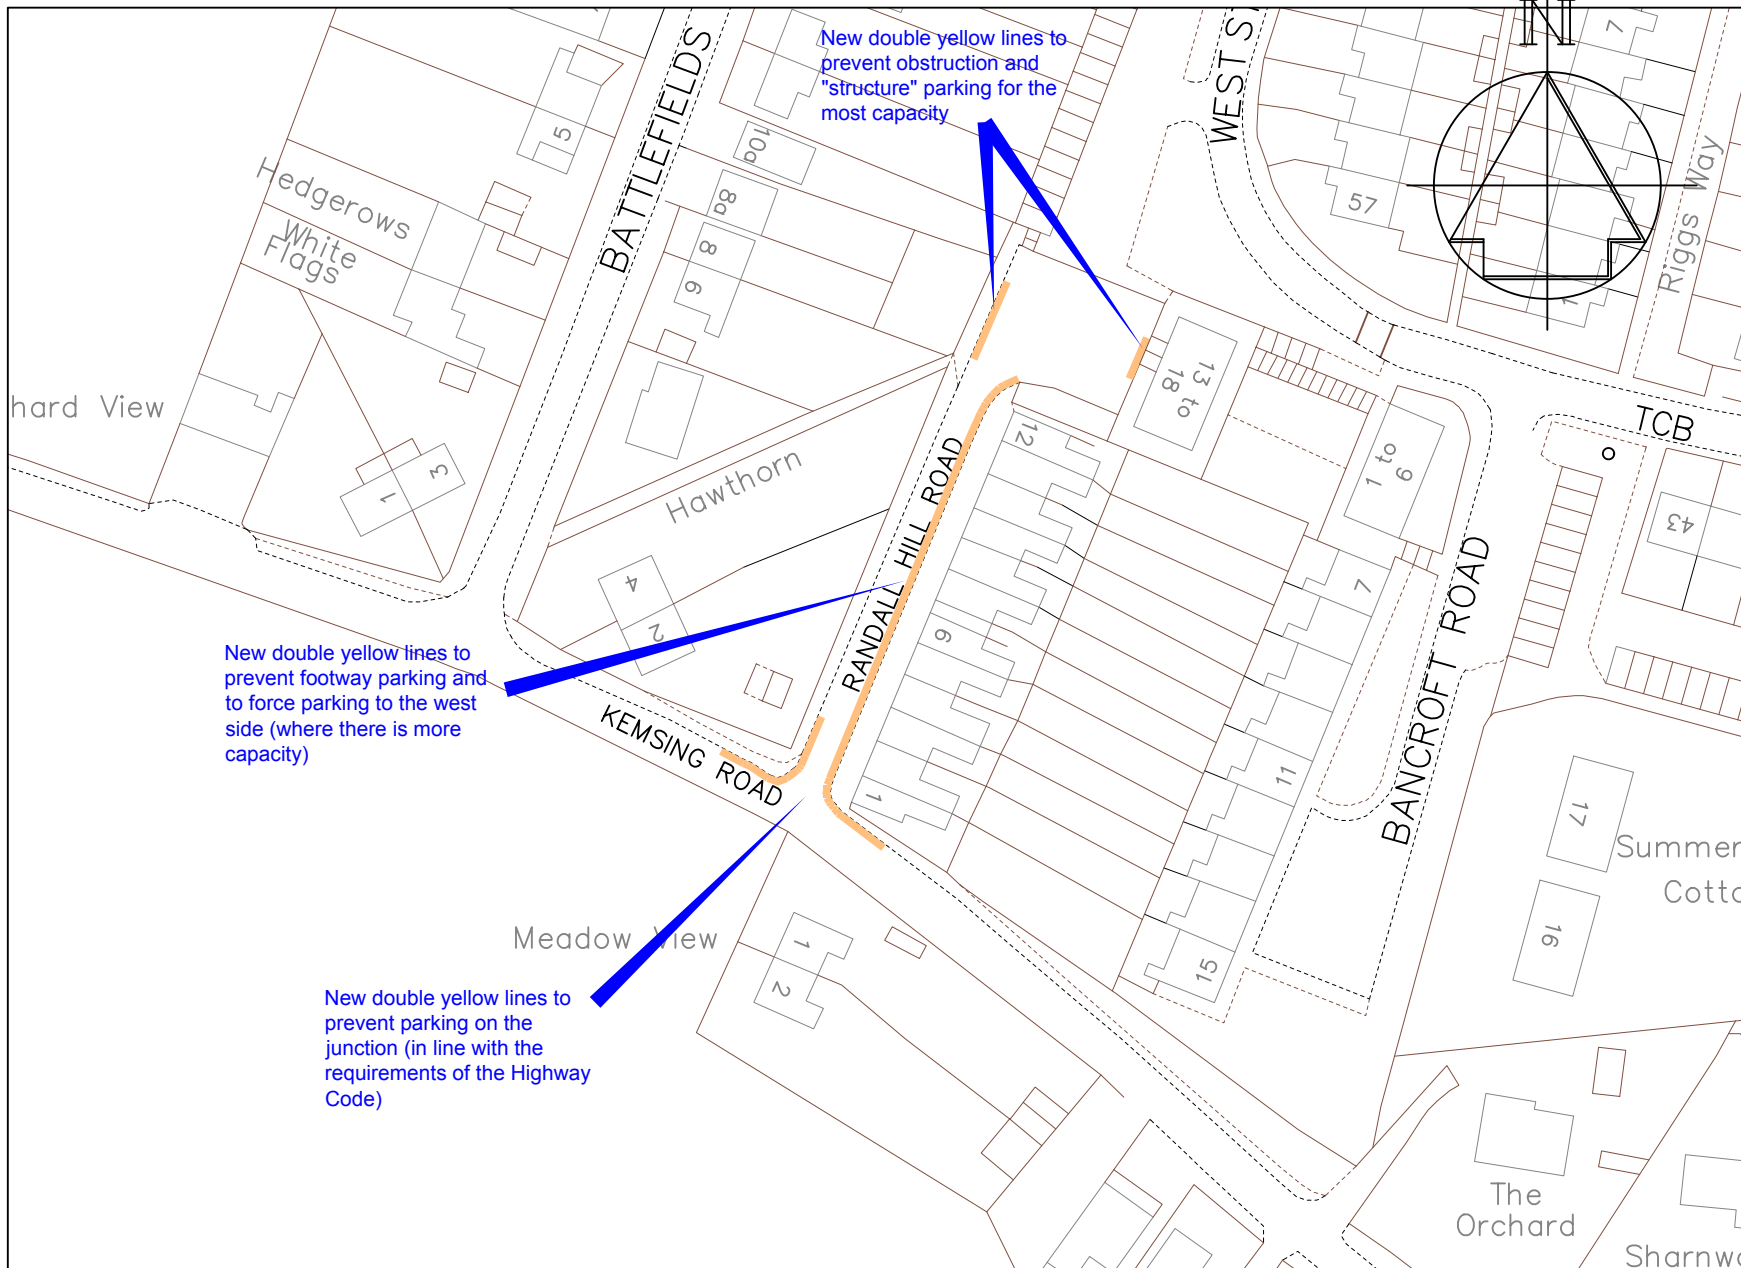 New double yellow lines to
prevent obstruction and
"structure" parking for the
most capacity
N
7
WEST S
BATTLEFIELDS
5
10a
Hedgerows
White
Flags
8a
8
6
57
1
Riggs Way
13 to
18
hard View
TCB
1 to
9
43
3
1
Hawthorn
12
RANDALL HILL ROAD
4
2
6
7
BANCROFT ROAD
New double yellow lines to
prevent footway parking and
to force parking to the west
side (where there is more
capacity)
KEMSING ROAD
1
11
17
Summer
Cotta
16
Meadow View
1
2
15
New double yellow lines to
prevent parking on the
junction (in line with the
requirements of the Highway
Code)
The
Orchard
Sharnwo